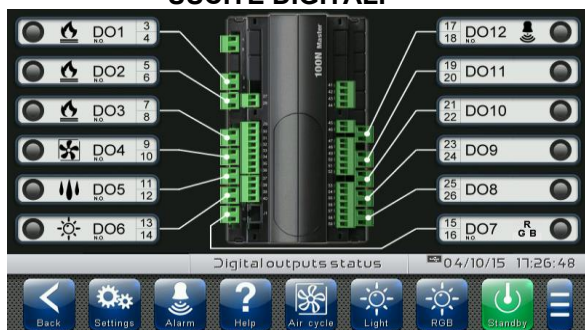 USCITE DIGITALI
DO1 N.O. 3 4
DO2 N.O. 5 6
DO3 N.O. 7 8
DO4 N.O. 9 10
DO5 N.O. 11 12
DO6 N.O. 13 14
100N Master
17 18 DO12
19 20 DO11
21 22 DO10
23 24 DO9
25 26 DO8
15 16 DO7 N.O. R G B
Digital outputs status 04/10/15 17:26:48
Back Settings Alarm Help Air cycle Light RGB Standby